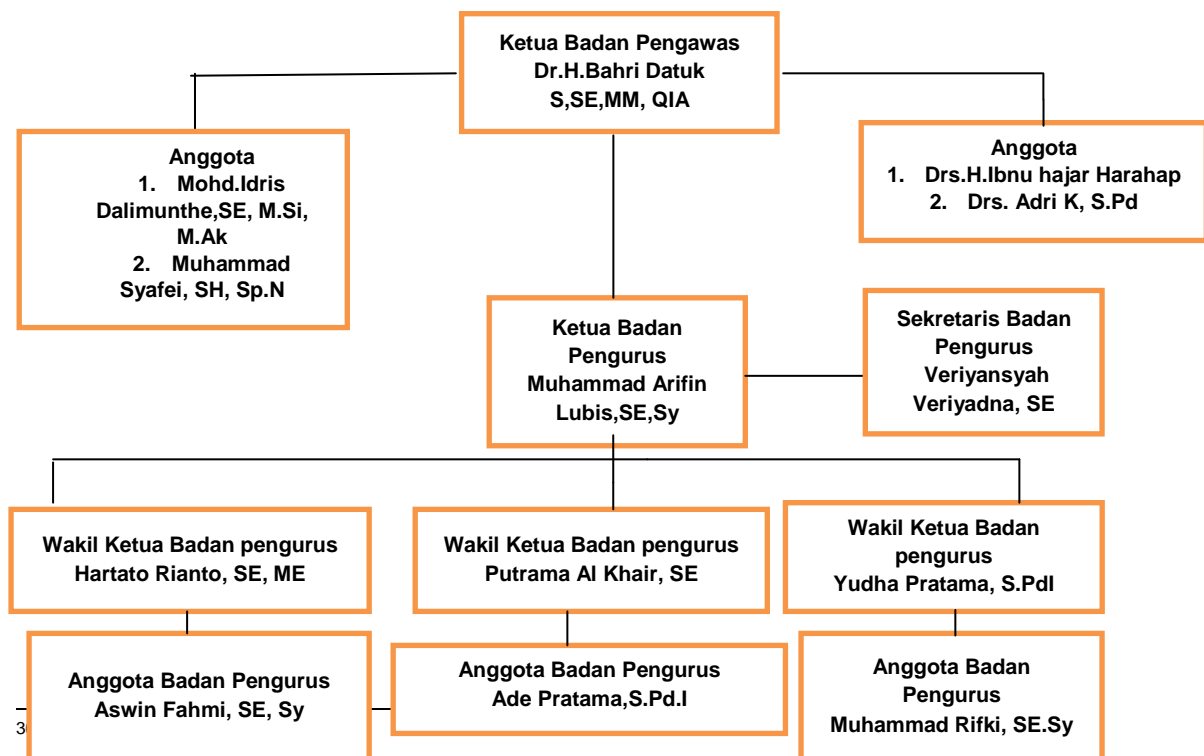 Ketua Badan Pengawas
Dr.H.Bahri Datuk
S,SE,MM, QIA
Anggota
1. Mohd.Idris
Dalimunthe,SE, M.Si,
M.Ak
2. Muhammad
Syafei, SH, Sp.N
Anggota
1. Drs.H.Ibnu hajar Harahap
2. Drs. Adri K, S.Pd
Ketua Badan
Pengurus
Muhammad Arifin
Lubis,SE,Sy
Sekretaris Badan
Pengurus
Veriyansyah
Veriyadna, SE
Wakil Ketua Badan pengurus
Hartato Rianto, SE, ME
Wakil Ketua Badan pengurus
Putrama Al Khair, SE
Wakil Ketua Badan
pengurus
Yudha Pratama, S.PdI
Anggota Badan Pengurus
Aswin Fahmi, SE, Sy
Anggota Badan Pengurus
Ade Pratama,S.Pd.I
Anggota Badan
Pengurus
Muhammad Rifki, SE.Sy